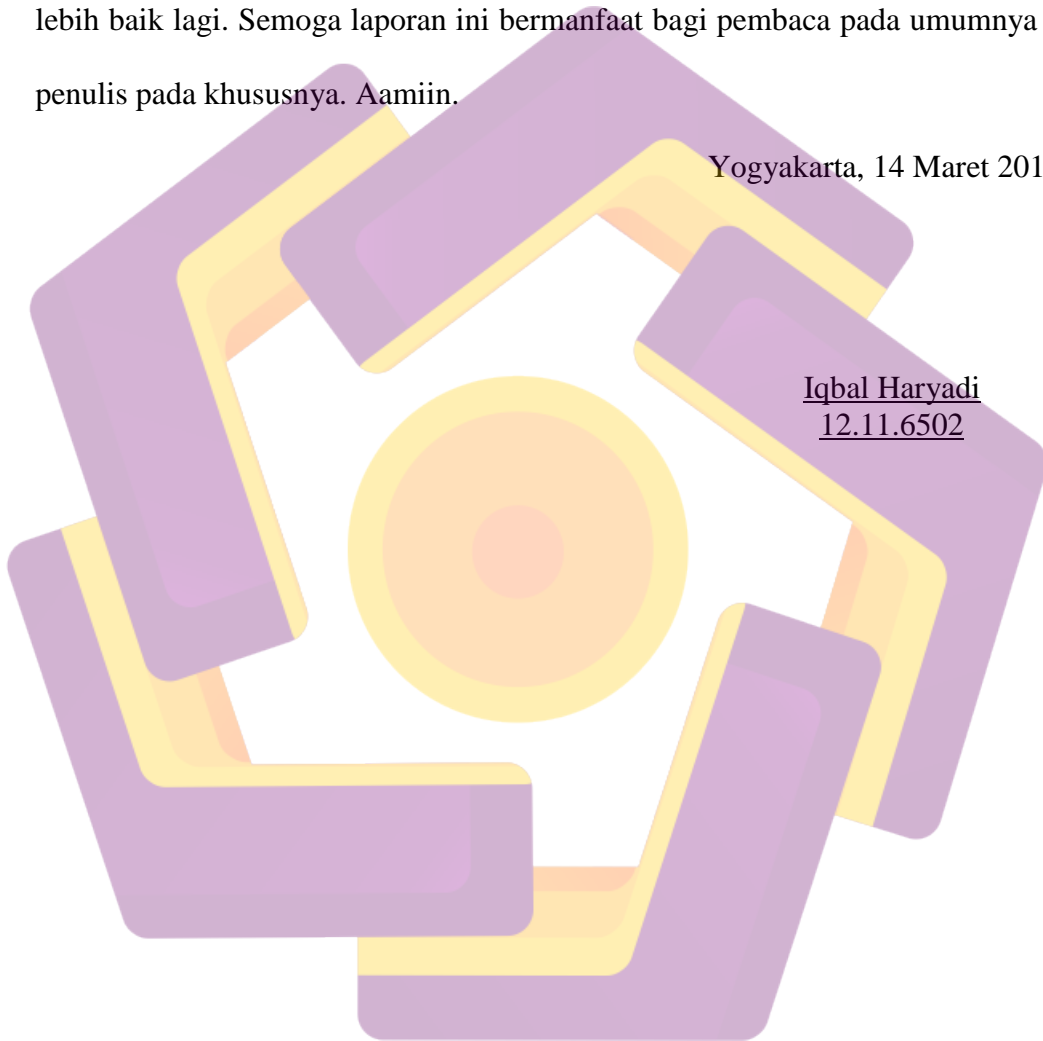 lebih baik lagi. Semoga laporan ini bermanfaat bagi pembaca pada umumnya
penulis pada khususnya. Aamiin.
Yogyakarta, 14 Maret 201
Iqbal Haryadi
12.11.6502